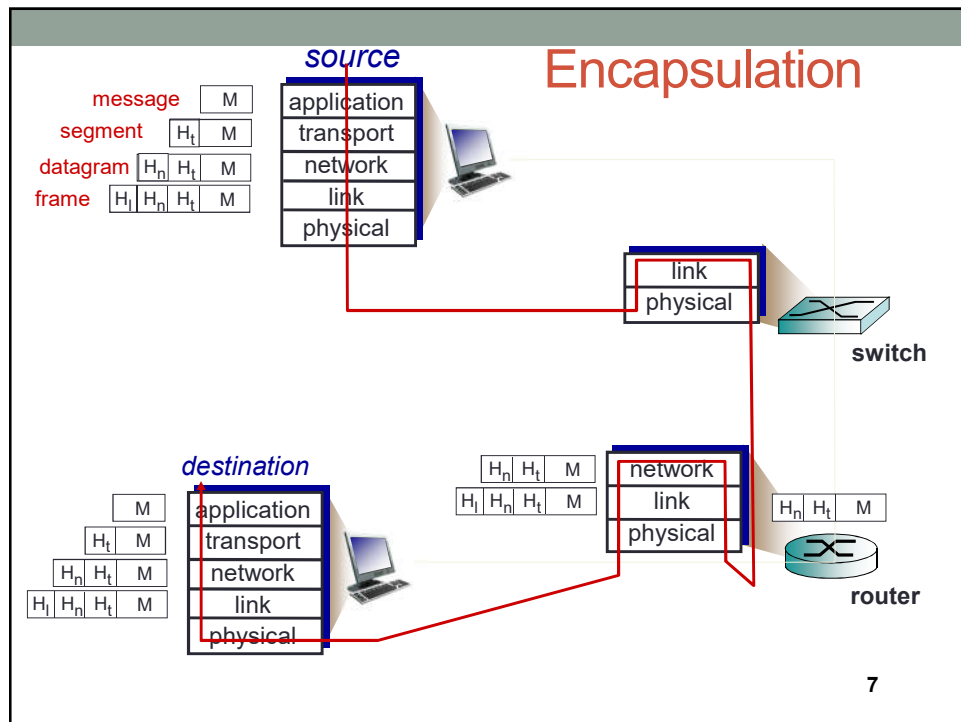 Encapsulation
source
message M
segment Ht M
datagram Hn Ht M
frame Hl Hn Ht M
application
transport
network
link
physical
link
physical
switch
destination
M
Ht M
Hn Ht M
Hl Hn Ht M
application
transport
network
link
physical
Hn Ht M
Hl Hn Ht M
network
link
physical
Hn Ht M
router
7